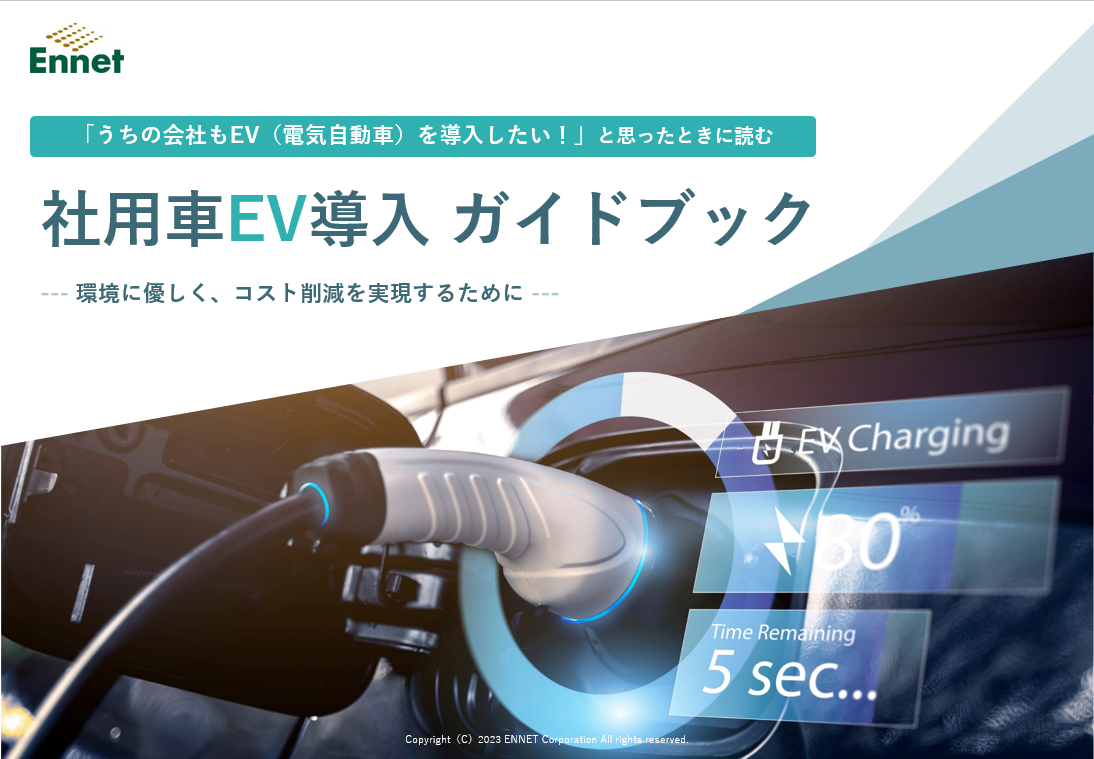 Ennet
「うちの会社もEV（電気自動車）を導入したい！」と思ったときに読む
社用車EV導入 ガイドブック
--- 環境に優しく、コスト削減を実現するために ---
EV Charging
80%
Time Remaining
5 sec...
Copyright（C）2023 ENNET Corporation All rights reserved.